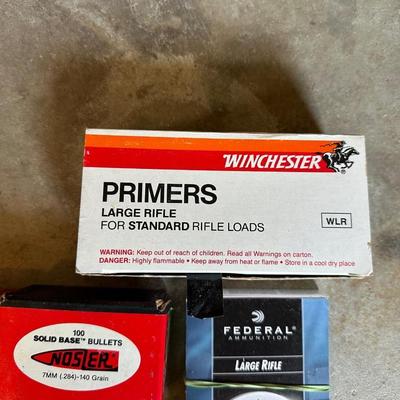 WINCHESTER®
PRIMERS
LARGE RIFLE
FOR STANDARD RIFLE LOADS
WLR
WARNING: Keep out of reach of children. Read all Warnings on carton.
DANGER: Highly flammable • Keep away from heat or flame • Store in a cool dry place
100
SOLID BASE™ BULLETS
NOSLER
7MM (.284)-140 Grain
FEDERAL
AMMUNITION
LARGE RIFLE